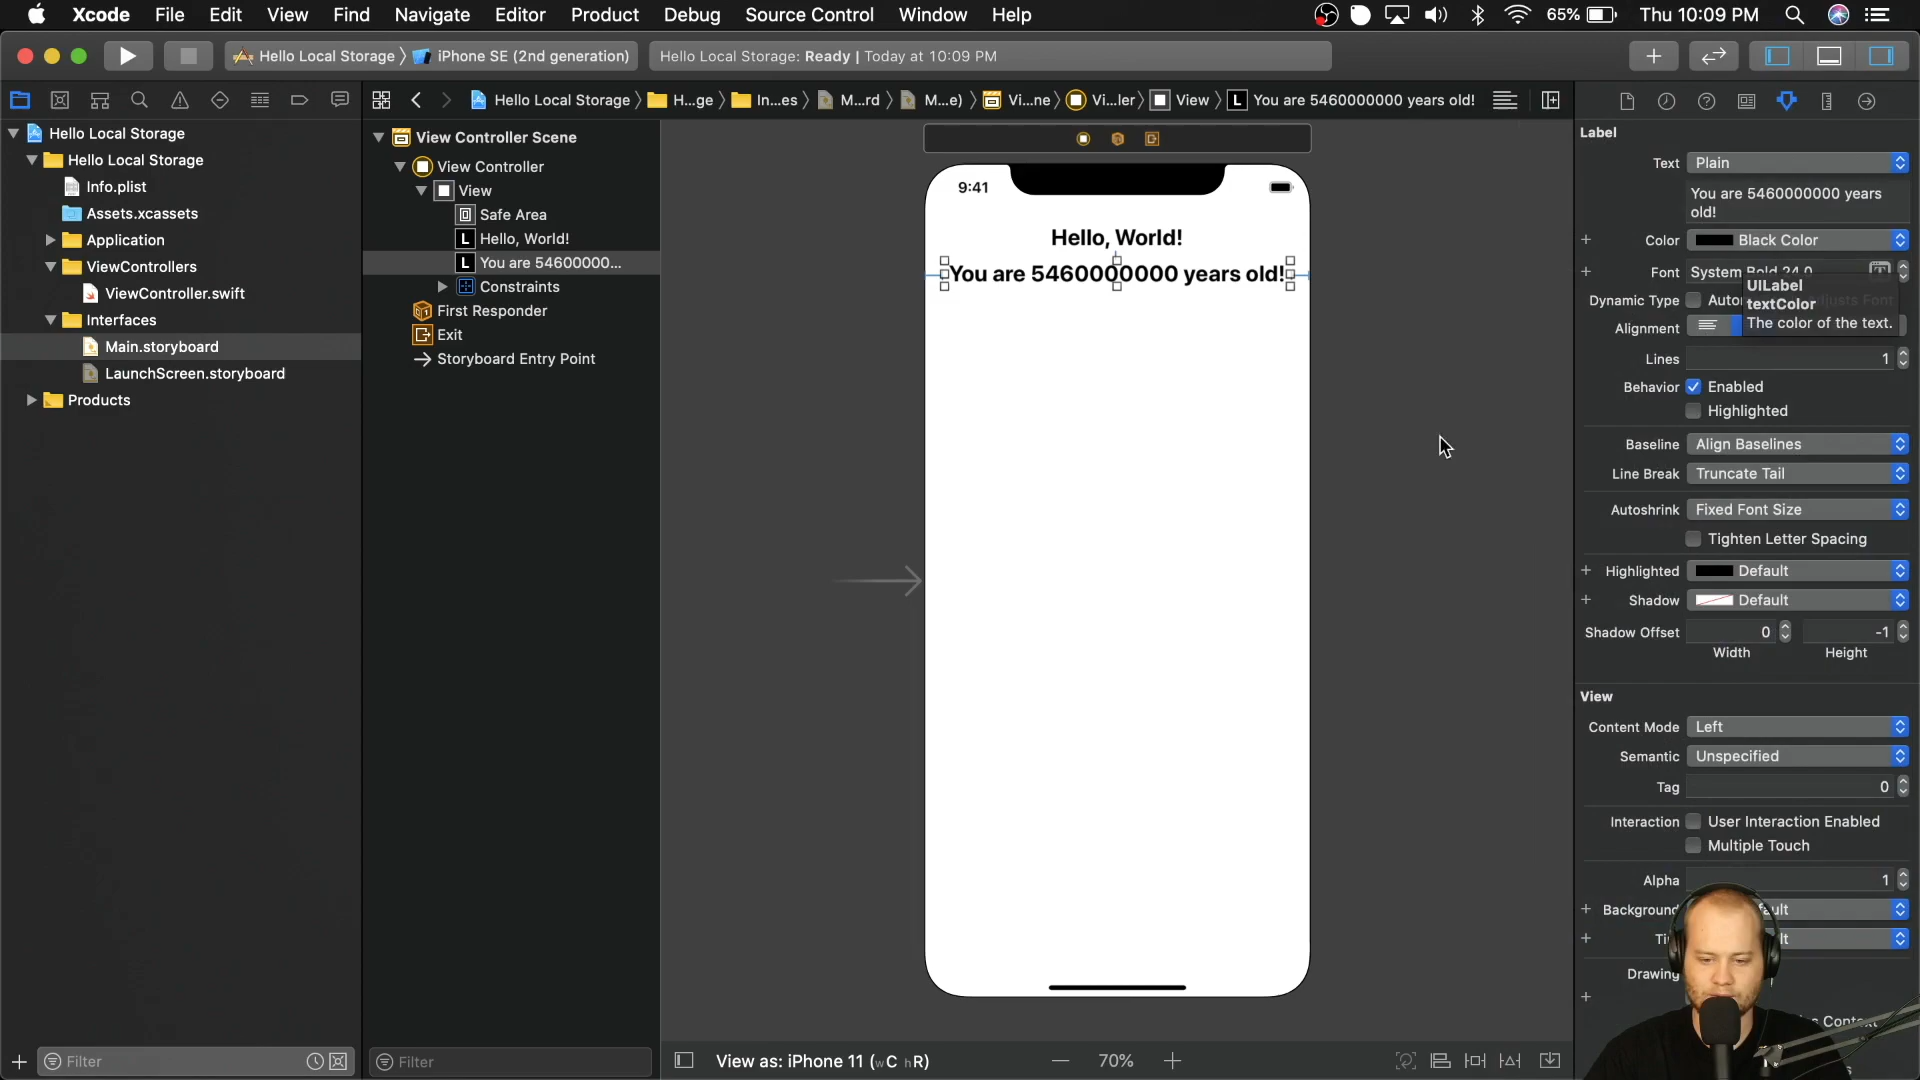 Xcode File Edit View Find Navigate Editor Product Debug Source Control Window Help 65% Thu 10:09 PM
Hello Local Storage iPhone SE (2nd generation) Hello Local Storage: Ready | Today at 10:09 PM
Hello Local Storage H...ge In...es M...rd M...e) Vi...ne Vi...ler View L You are 5460000000 years old!
Hello Local Storage
Hello Local Storage
Info.plist
Assets.xcassets
Application
ViewControllers
ViewController.swift
Interfaces
Main.storyboard
LaunchScreen.storyboard
Products
Filter
View Controller Scene
View Controller
View
Safe Area
L Hello, World!
L You are 54600000...
Constraints
First Responder
Exit
Storyboard Entry Point
Filter
9:41
Hello, World!
You are 5460000000 years old!
View as: iPhone 11 (wC hR)
70%
Label
Text Plain
You are 5460000000 years
old!
Color Black Color
Font System Bold 24.0
UILabel
textColor
The color of the text.
Dynamic Type
Alignment
Lines 1
Behavior Enabled
Highlighted
Baseline Align Baselines
Line Break Truncate Tail
Autoshrink Fixed Font Size
Tighten Letter Spacing
Highlighted Default
Shadow Default
Shadow Offset 0 -1
Width Height
View
Content Mode Left
Semantic Unspecified
Tag 0
Interaction User Interaction Enabled
Multiple Touch
Alpha 1
Background
Drawing